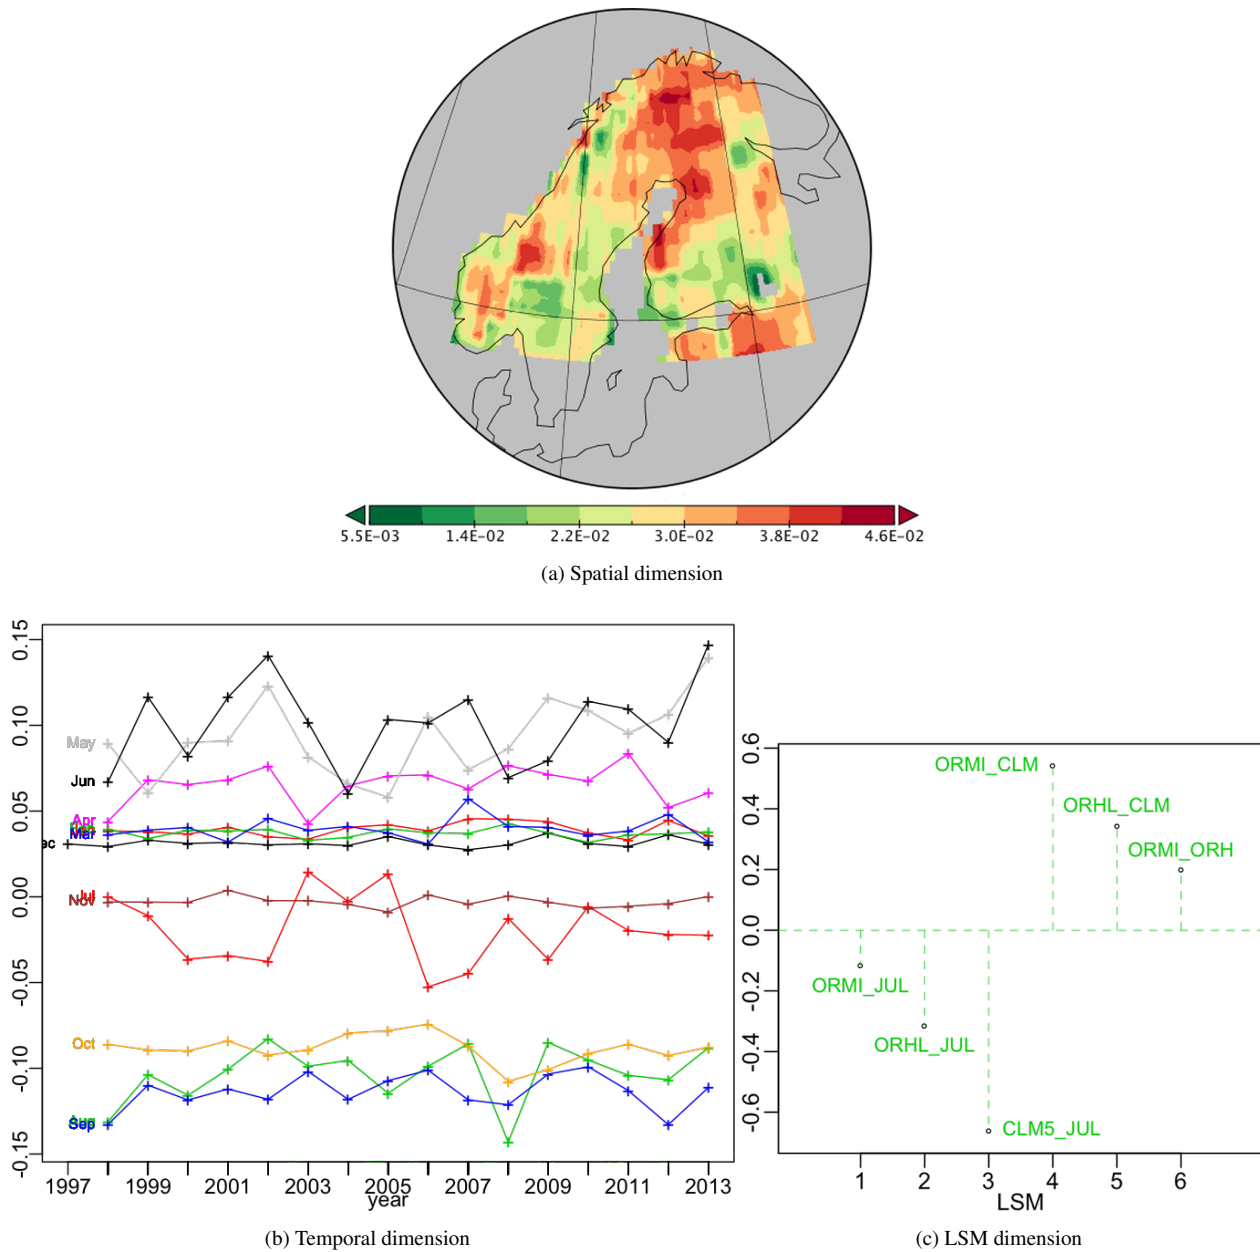 5.5E-03 1.4E-02 2.2E-02 3.0E-02 3.8E-02 4.6E-02
(a) Spatial dimension
0.15
0.10
0.05
0.00
-0.05
-0.10
-0.15
May
Jun
Apr
Mar
Jul
Nov
Oct
Sep
1997 1999 2001 2003 2005 2007 2009 2011 2013
year
(b) Temporal dimension
0.6
0.4
0.2
0.0
-0.2
-0.4
-0.6
ORMI_CLM
ORHL_CLM
ORMI_ORH
ORMI_JUL
ORHL_JUL
CLM5_JUL
1 2 3 4 5 6
LSM
(c) LSM dimension